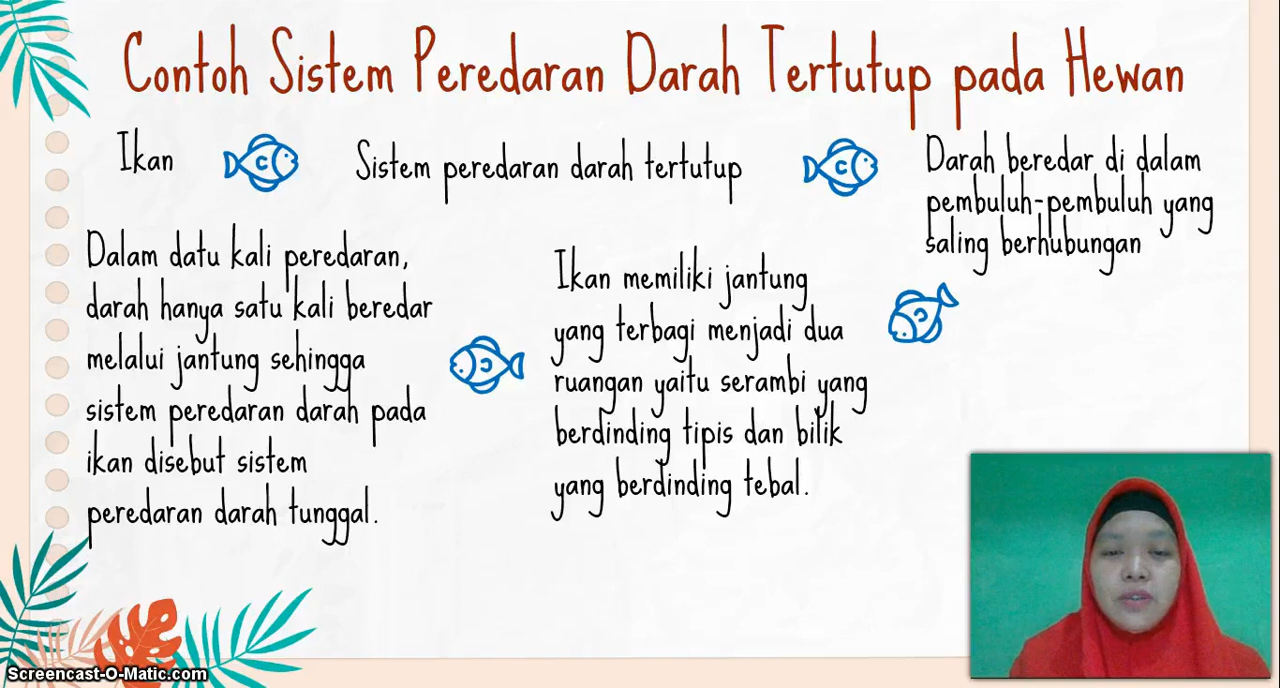 Contoh Sistem Peredaran Darah Tertutup pada Hewan
Ikan
Sistem peredaran darah tertutup
Darah beredar di dalam
pembuluh-pembuluh yang
saling berhubungan
Ikan memiliki jantung
yang terbagi menjadi dua
ruangan yaitu serambi yang
berdinding tipis dan bilik
yang berdinding tebal.
Dalam datu kali peredaran,
darah hanya satu kali beredar
melalui jantung sehingga
sistem peredaran darah pada
ikan disebut sistem
peredaran darah tunggal.
Screencast-O-Matic.com